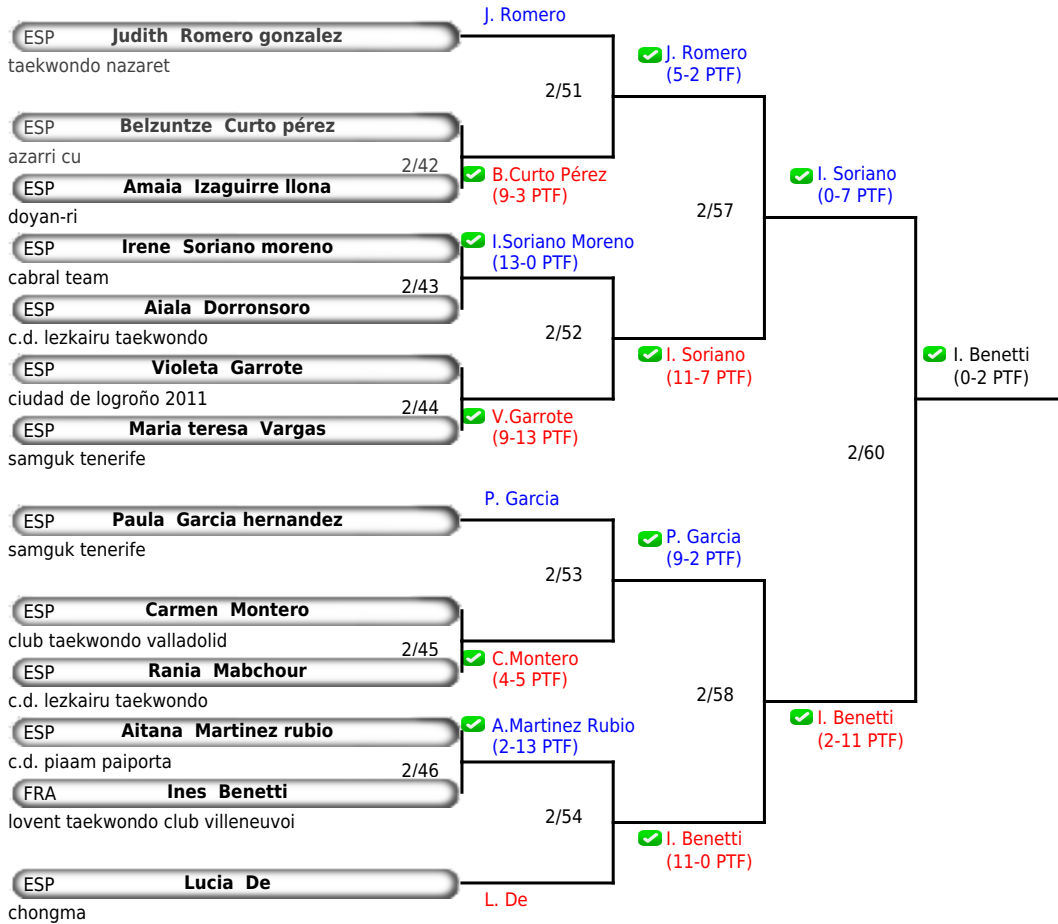 J. Romero
ESP Judith Romero gonzalez
taekwondo nazaret
J. Romero
(5-2 PTF)
2/51
ESP Belzuntze Curto pérez
azarri cu
2/42
B.Curto Pérez
(9-3 PTF)
ESP Amaia Izaguirre llona
doyan-ri
I. Soriano
(0-7 PTF)
2/57
ESP Irene Soriano moreno
cabral team
I.Soriano Moreno
(13-0 PTF)
2/43
ESP Aiala Dorronsoro
c.d. lezkairu taekwondo
2/52
I. Soriano
(11-7 PTF)
I. Benetti
(0-2 PTF)
ESP Violeta Garrote
ciudad de logroño 2011
2/44
V.Garrote
(9-13 PTF)
ESP Maria teresa Vargas
samguk tenerife
2/60
P. Garcia
ESP Paula Garcia hernandez
samguk tenerife
P. Garcia
(9-2 PTF)
2/53
ESP Carmen Montero
club taekwondo valladolid
2/45
C.Montero
(4-5 PTF)
ESP Rania Mabchour
c.d. lezkairu taekwondo
2/58
I. Benetti
(2-11 PTF)
ESP Aitana Martinez rubio
c.d. piaam paiporta
A.Martinez Rubio
(2-13 PTF)
2/46
FRA Ines Benetti
lovent taekwondo club villeneuvoi
2/54
I. Benetti
(11-0 PTF)
ESP Lucia De
chongma
L. De